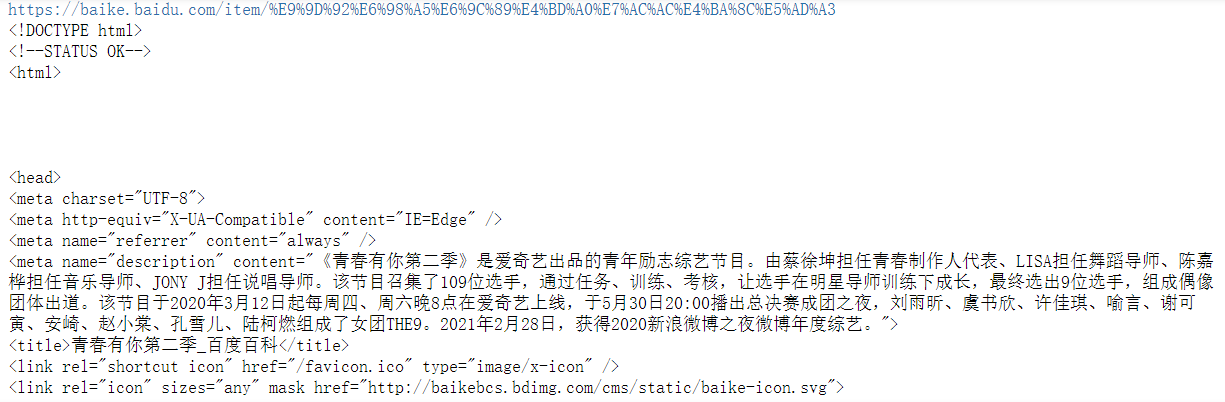 https://baike.baidu.com/item/%E9%9D%92%E6%98%A5%E6%9C%89%E4%BD%A0%E7%AC%AC%E4%BA%8C%E5%AD%A3
<!DOCTYPE html>
<!--STATUS OK-->
<html>
<head>
<meta charset="UTF-8">
<meta http-equiv="X-UA-Compatible" content="IE=Edge" />
<meta name="referrer" content="always" />
<meta name="description" content="《青春有你第二季》是爱奇艺出品的青年励志综艺节目。由蔡徐坤担任青春制作人代表、LISA担任舞蹈导师、陈嘉
桦担任音乐导师、JONY J担任说唱导师。该节目召集了109位选手，通过任务、训练、考核，让选手在明星导师训练下成长，最终选出9位选手，组成偶像
团体出道。该节目于2020年3月12日起每周四、周六晚8点在爱奇艺上线，于5月30日20:00播出总决赛成团之夜，刘雨昕、虞书欣、许佳琪、喻言、谢可
寅、安崎、赵小棠、孔雪儿、陆柯燃组成了女团THE9。2021年2月28日，获得2020新浪微博之夜微博年度综艺。">
<title>青春有你第二季_百度百科</title>
<link rel="shortcut icon" href="/favicon.ico" type="image/x-icon" />
<link rel="icon" sizes="any" mask href="http://baikebcs.bdimg.com/cms/static/baike-icon.svg">